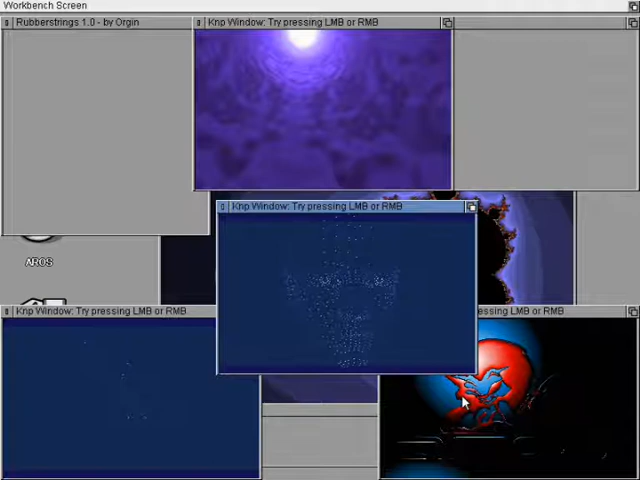 Workbench Screen
Rubberstrings 1.0 - by Orgin
Knp Window: Try pressing LMB or RMB
Knp Window: Try pressing LMB or RMB
AROS
Knp Window: Try pressing LMB or RMB
essing LMB or RMB